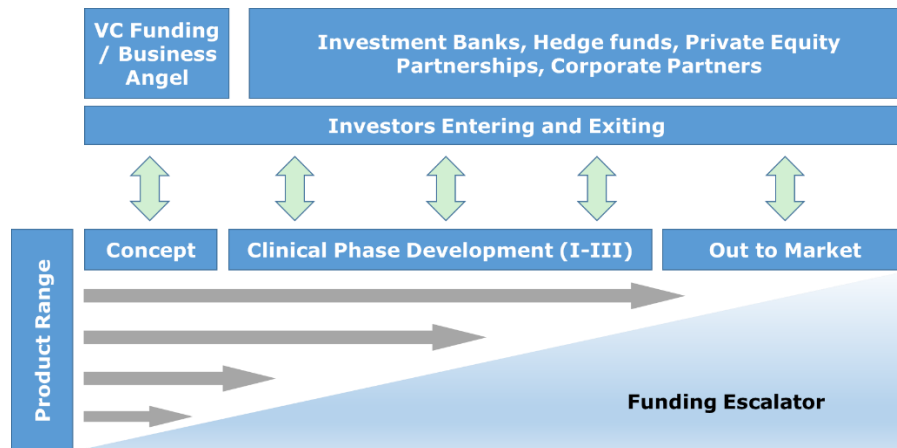 VC Funding
/ Business
Angel
Investment Banks, Hedge funds, Private Equity
Partnerships, Corporate Partners
Investors Entering and Exiting
Product Range
Concept
Clinical Phase Development (I-III)
Out to Market
Funding Escalator